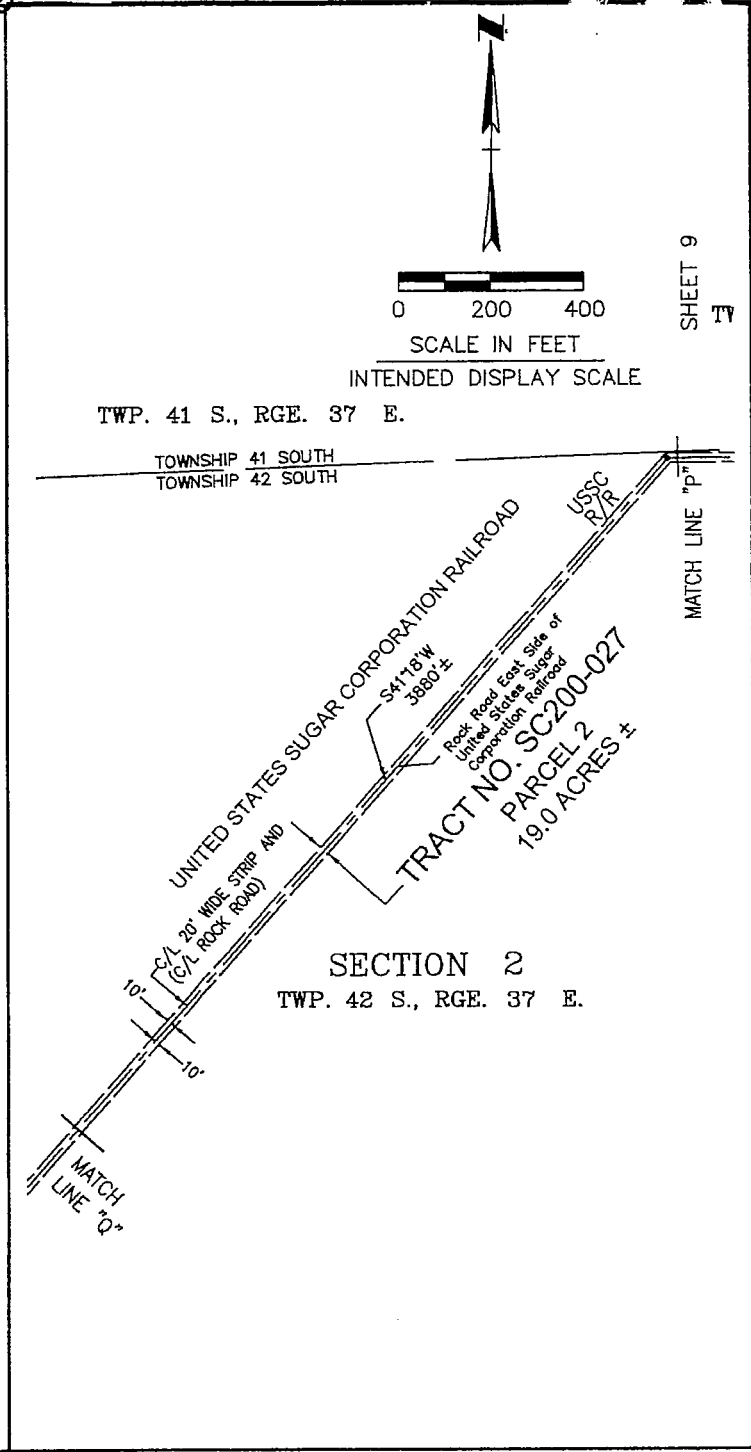 N
0 200 400
SCALE IN FEET
INTENDED DISPLAY SCALE
SHEET 9
TW
TWP. 41 S., RGE. 37 E.
TOWNSHIP 41 SOUTH
TOWNSHIP 42 SOUTH
MATCH LINE "P"
USSC
R/R
UNITED STATES SUGAR CORPORATION RAILROAD
S41°18'W
3880'±
Rock Road East Side of
United States Sugar
Corporation Railroad
TRACT NO. SC200-027
PARCEL 2
19.0 ACRES ±
C/L 20' WIDE STRIP AND
(C/L ROCK ROAD)
10'
10'
SECTION 2
TWP. 42 S., RGE. 37 E.
MATCH
LINE "Q"